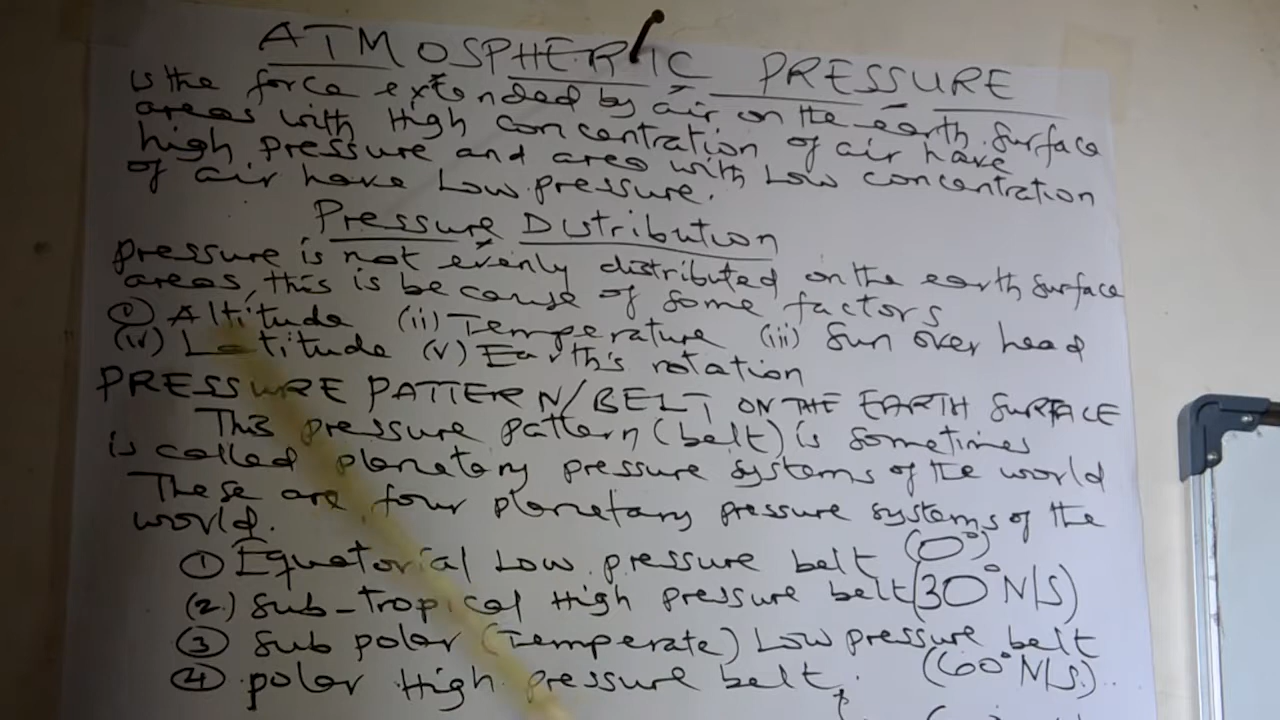 ATMOSPHERIC PRESSURE
is the force extended by air on the earth surface
areas with High concentration of air have
high pressure and area with Low concentration
of air have Low pressure.
Pressure Distribution
pressure is not evenly distributed on the earth surface
areas, this is because of some factors
(i) Altitude (ii) Temperature (iii) Sun over head
(iv) Latitude (v) Earth's rotation
PRESSURE PATTERN/BELT ON THE EARTH SURFACE
This pressure pattern (belt) is sometimes
is called planetary pressure systems of the world
These are four planetary pressure systems of the
world.
① Equatorial Low pressure belt (0°)
(2.) Sub-tropical High pressure belt (30° N/S)
③ Sub polar (Temperate) Low pressure belt
(60° N/S).
④ polar High pressure belt.